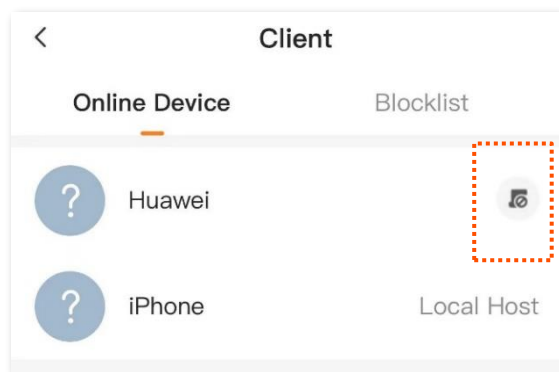 Client
Online Device Blocklist
? Huawei
? iPhone Local Host